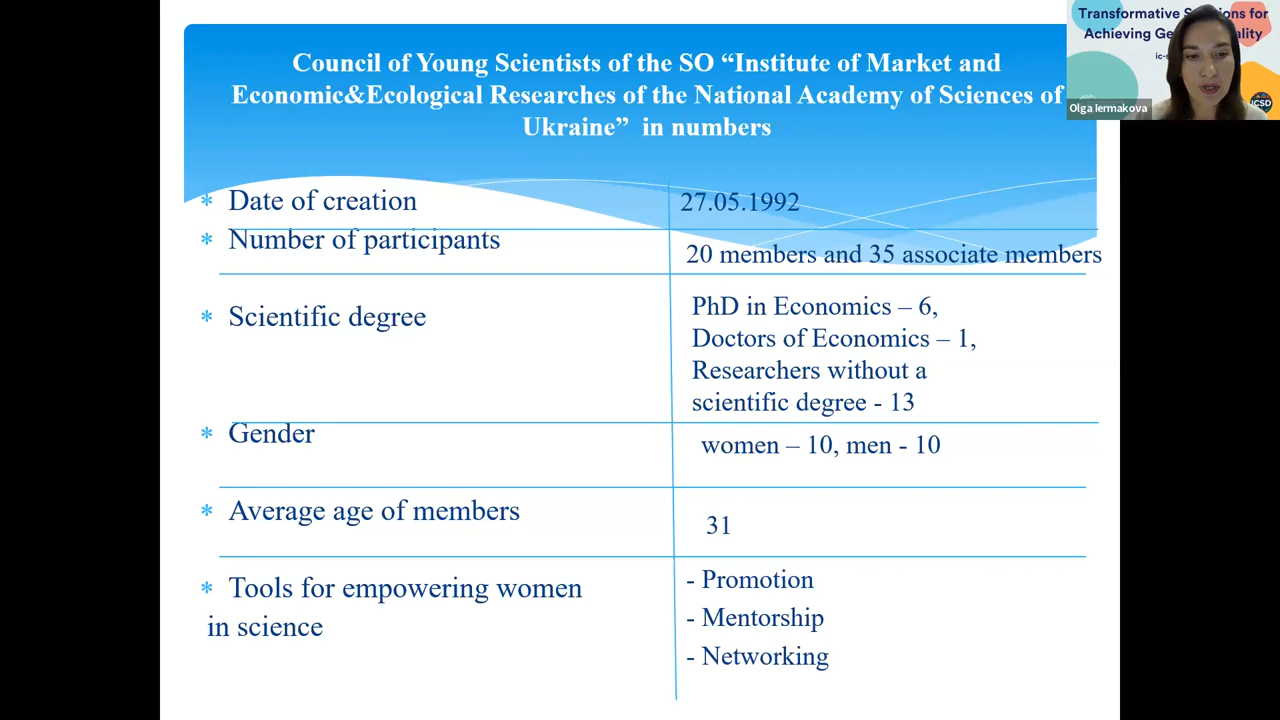 Council of Young Scientists of the SO “Institute of Market and
Economic&Ecological Researches of the National Academy of Sciences of
Ukraine” in numbers
* Date of creation
27.05.1992
* Number of participants
20 members and 35 associate members
* Scientific degree
PhD in Economics – 6,
Doctors of Economics – 1,
Researchers without a
scientific degree - 13
* Gender
women – 10, men - 10
* Average age of members
31
* Tools for empowering women
in science
- Promotion
- Mentorship
- Networking
Transformative for
Achieving
Olga Iermakova
ICSD